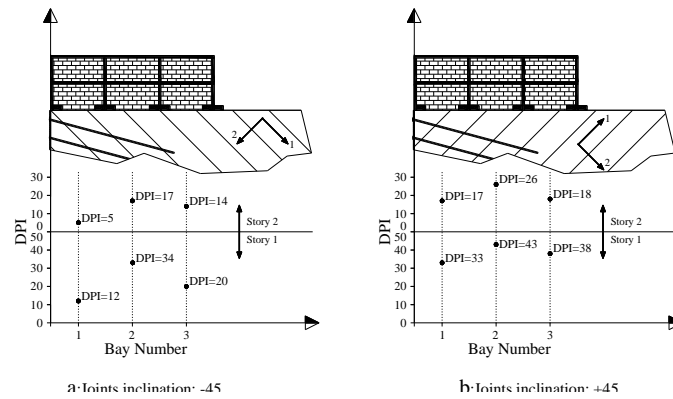 2
1
30
20
10
0
50
40
30
20
10
0
DPI
DPI=5
DPI=17
DPI=14
Story 2
Story 1
DPI=12
DPI=34
DPI=20
1
2
3
Bay Number
a:Joints inclination: -45
1
2
30
20
10
0
50
40
30
20
10
0
DPI
DPI=17
DPI=26
DPI=18
Story 2
Story 1
DPI=33
DPI=43
DPI=38
1
2
3
Bay Number
b:Joints inclination: +45